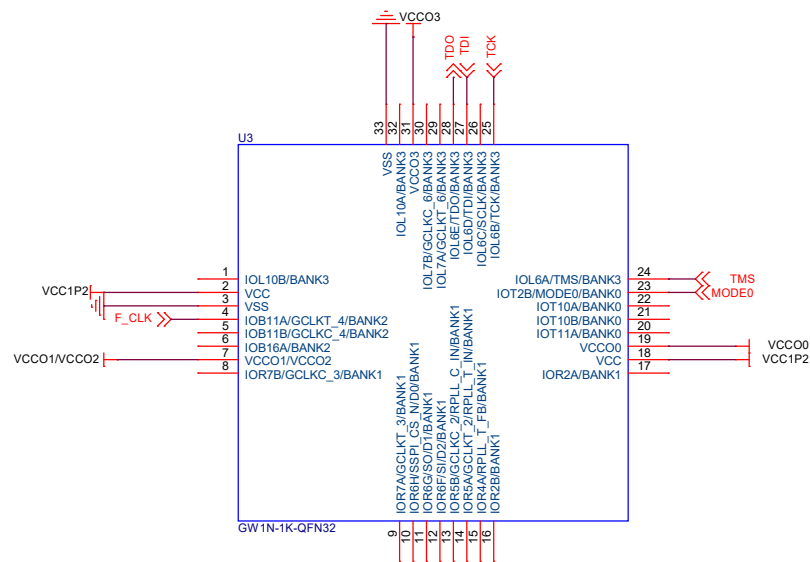 VCCO3
TDO
TDI
TCK
33
32
31
30
29
28
27
26
25
U3
VSS
IOL10A/BANK3
VCCO3
IOL7B/GCLKC_6/BANK3
IOL7A/GCLKT_6/BANK3
IOL6E/TDO/BANK3
IOL6D/TDI/BANK3
IOL6C/SCLK/BANK3
IOL6B/TCK/BANK3
1 IOL10B/BANK3
VCC1P2 2 VCC
3 VSS
F_CLK 4 IOB11A/GCLKT_4/BANK2
5 IOB11B/GCLKC_4/BANK2
6 IOB16A/BANK2
VCCO1/VCCO2 7 VCCO1/VCCO2
8 IOR7B/GCLKC_3/BANK1
IOL6A/TMS/BANK3 24 TMS
IOT2B/MODE0/BANK0 23 MODE0
IOT10A/BANK0 22
IOT10B/BANK0 21
IOT11A/BANK0 20
VCCO0 19 VCCO0
VCC 18 VCC1P2
IOR2A/BANK1 17
IOR7A/GCLKT_3/BANK1
IOR6H/SSPI_CS_N/D0/BANK1
IOR6G/SO/D1/BANK1
IOR6F/SI/D2/BANK1
IOR5B/GCLKC_2/RPLL_C_IN/BANK1
IOR5A/GCLKT_2/RPLL_T_IN/BANK1
IOR4A/RPLL_T_FB/BANK1
IOR2B/BANK1
GW1N-1K-QFN32
9
10
11
12
13
14
15
16